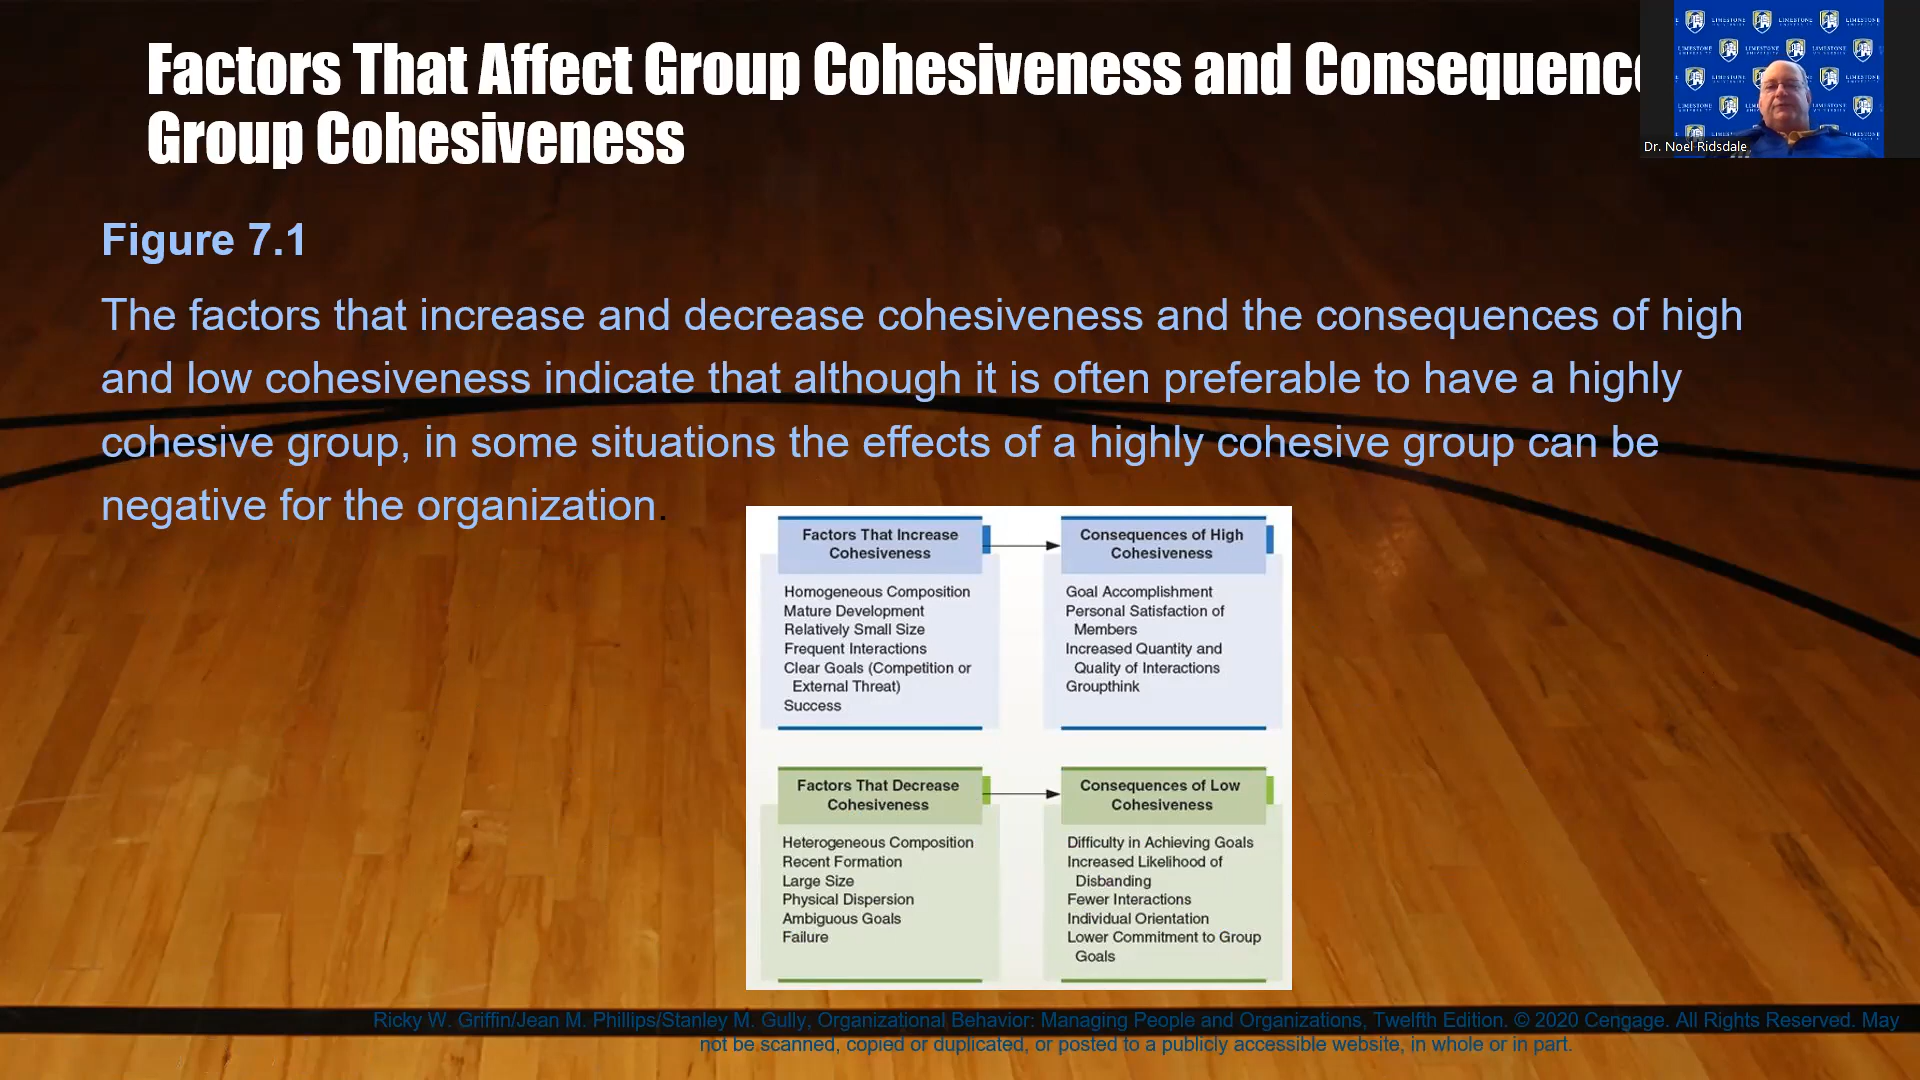 Factors That Affect Group Cohesiveness and Consequenc
Group Cohesiveness
Dr. Noel Ridsdale
Figure 7.1
The factors that increase and decrease cohesiveness and the consequences of high
and low cohesiveness indicate that although it is often preferable to have a highly
cohesive group, in some situations the effects of a highly cohesive group can be
negative for the organization.
Factors That Increase
Cohesiveness
Homogeneous Composition
Mature Development
Relatively Small Size
Frequent Interactions
Clear Goals (Competition or
External Threat)
Success
Consequences of High
Cohesiveness
Goal Accomplishment
Personal Satisfaction of
Members
Increased Quantity and
Quality of Interactions
Groupthink
Factors That Decrease
Cohesiveness
Heterogeneous Composition
Recent Formation
Large Size
Physical Dispersion
Ambiguous Goals
Failure
Consequences of Low
Cohesiveness
Difficulty in Achieving Goals
Increased Likelihood of
Disbanding
Fewer Interactions
Individual Orientation
Lower Commitment to Group
Goals
Ricky W. Griffin/Jean M. Phillips/Stanley M. Gully, Organizational Behavior: Managing People and Organizations, Twelfth Edition. © 2020 Cengage. All Rights Reserved. May
not be scanned, copied or duplicated, or posted to a publicly accessible website, in whole or in part.